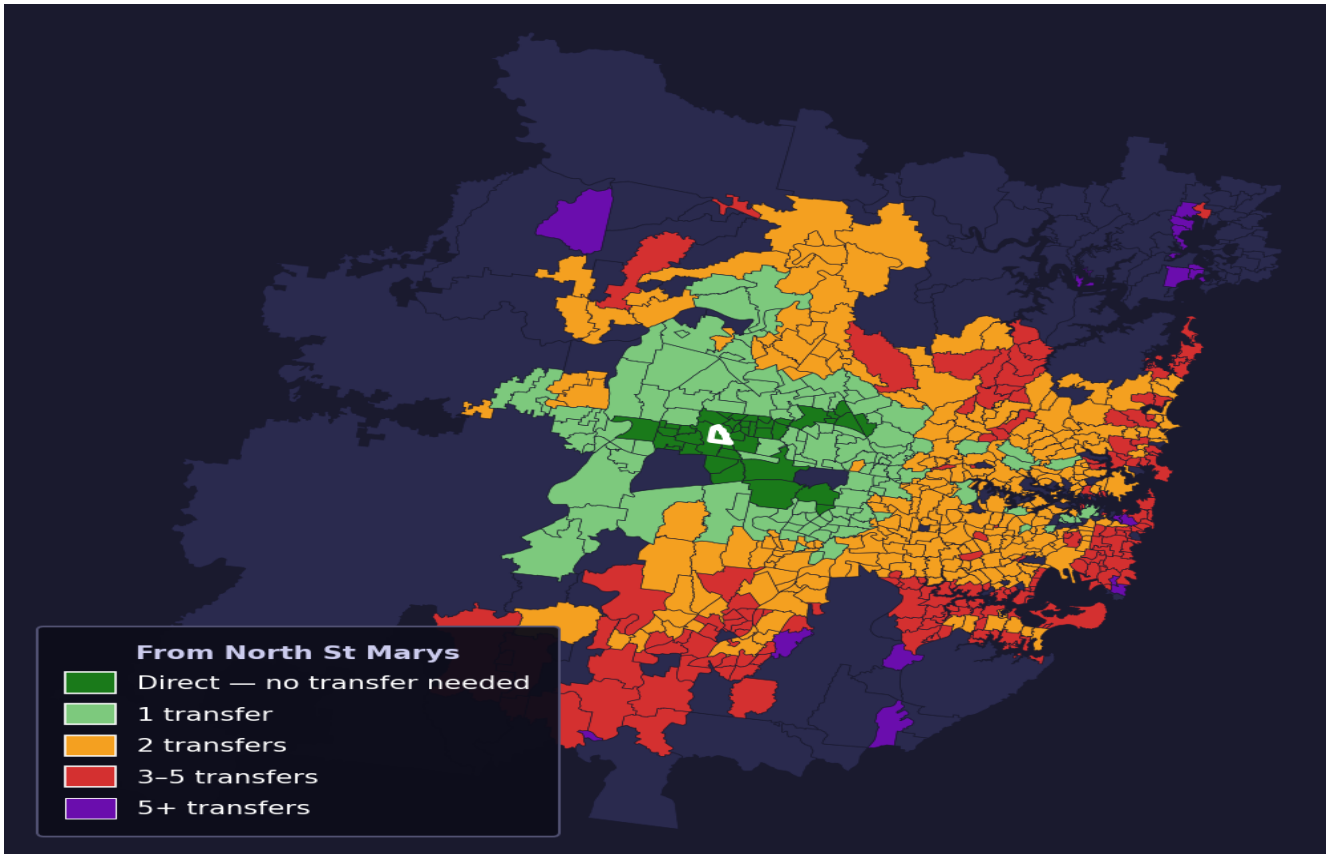 From North St Marys
Direct — no transfer needed
1 transfer
2 transfers
3–5 transfers
5+ transfers